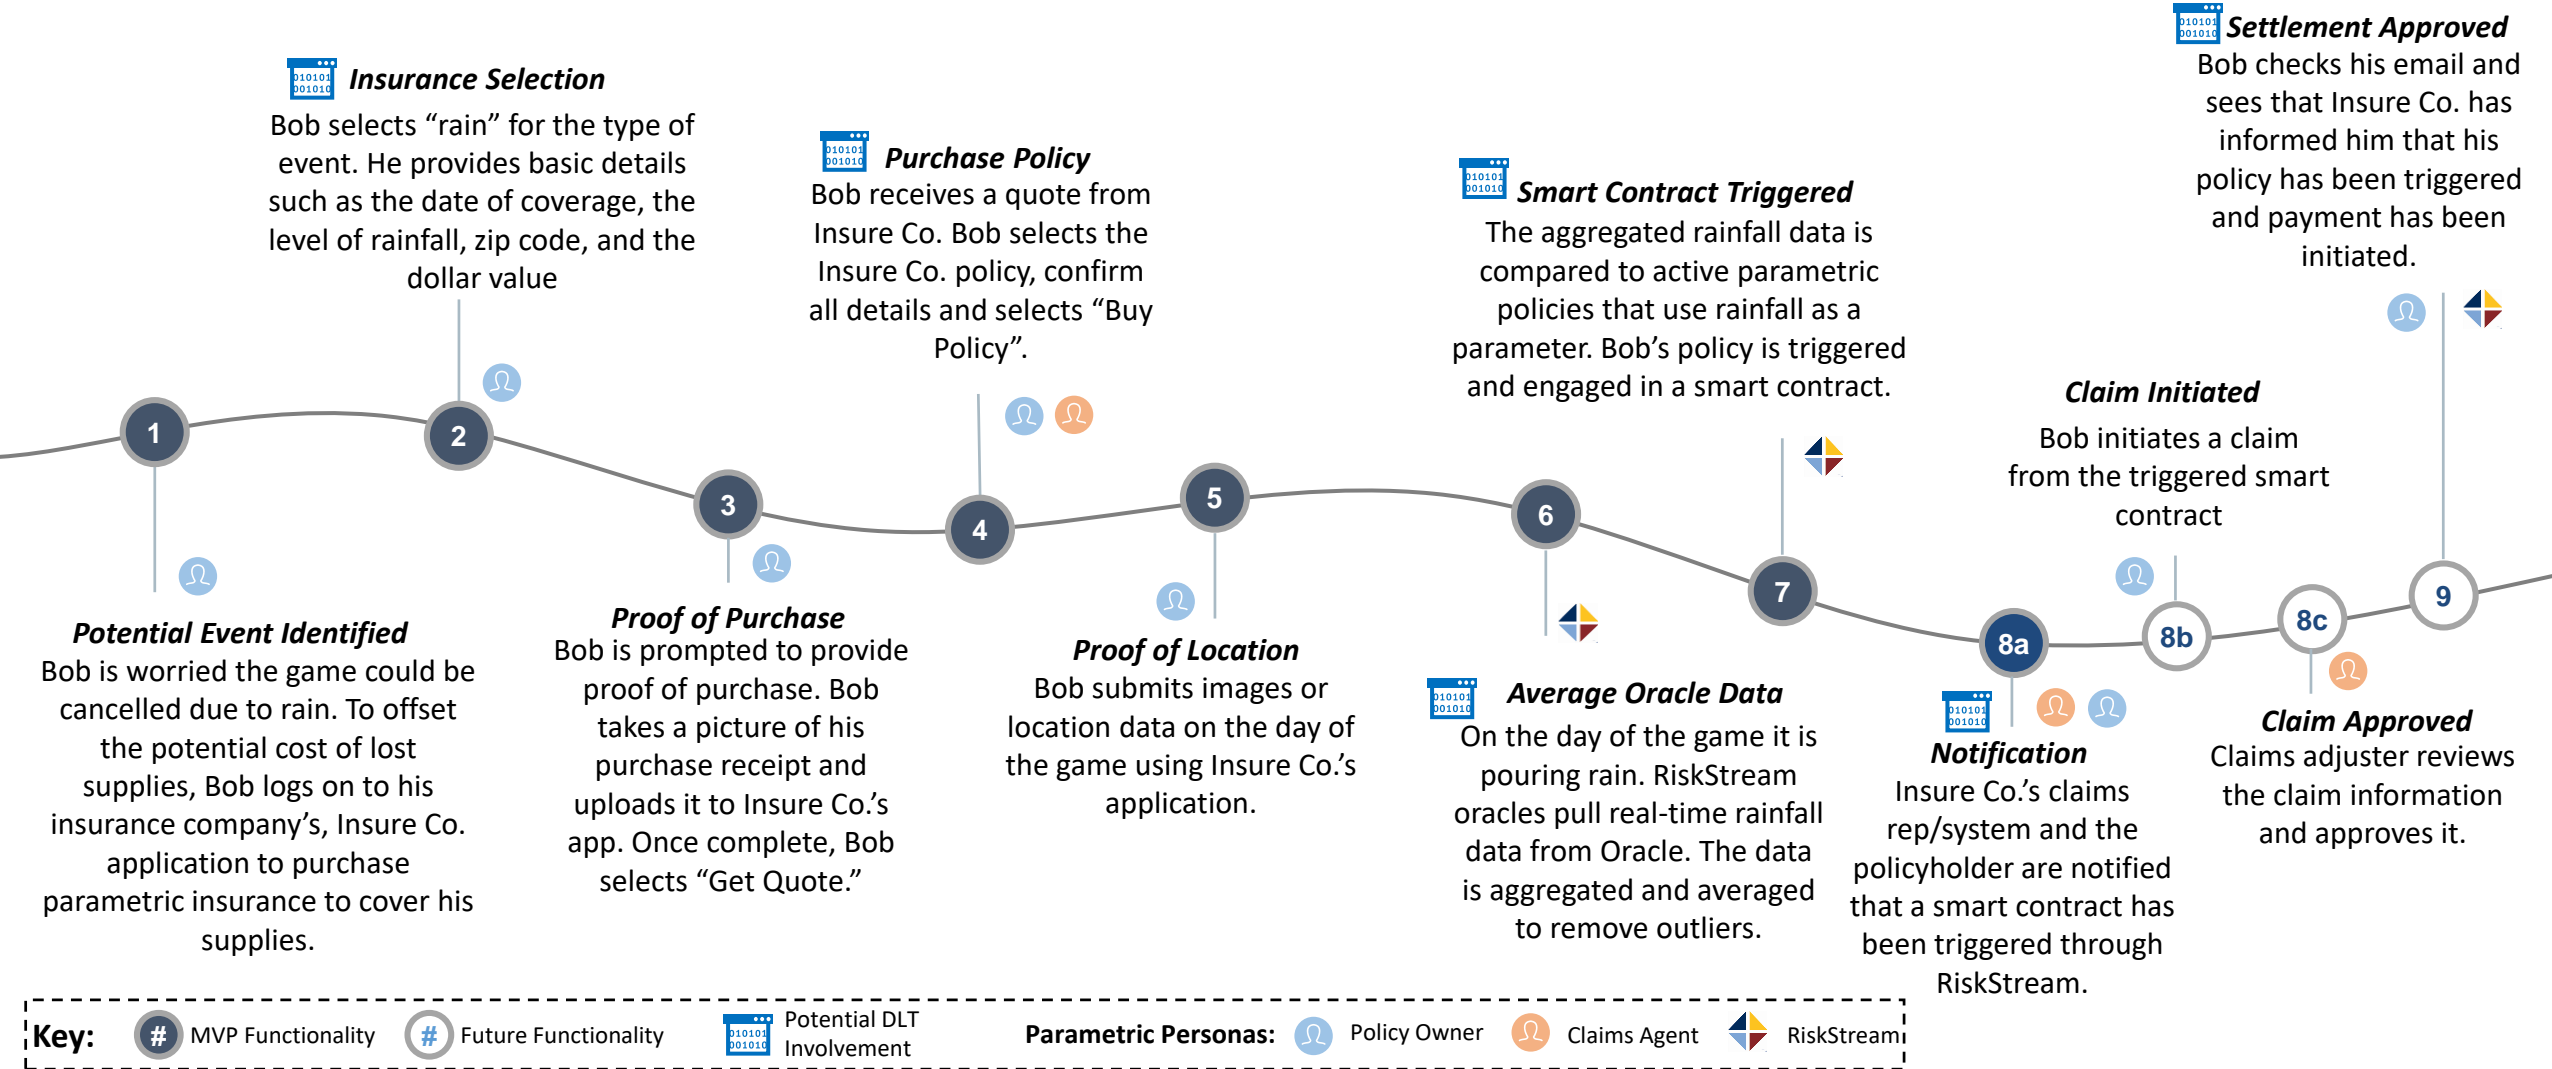 Insurance Selection
Bob selects “rain” for the type of
event. He provides basic details
such as the date of coverage, the
level of rainfall, zip code, and the
dollar value
Purchase Policy
Bob receives a quote from
Insure Co. Bob selects the
Insure Co. policy, confirm
all details and selects “Buy
Policy”.
Smart Contract Triggered
The aggregated rainfall data is
compared to active parametric
policies that use rainfall as a
parameter. Bob’s policy is triggered
and engaged in a smart contract.
Settlement Approved
Bob checks his email and
sees that Insure Co. has
informed him that his
policy has been triggered
and payment has been
initiated.
Claim Initiated
Bob initiates a claim
from the triggered smart
contract
1
2
3
4
5
6
7
8a
8b
8c
9
Potential Event Identified
Bob is worried the game could be
cancelled due to rain. To offset
the potential cost of lost
supplies, Bob logs on to his
insurance company’s, Insure Co.
application to purchase
parametric insurance to cover his
supplies.
Proof of Purchase
Bob is prompted to provide
proof of purchase. Bob
takes a picture of his
purchase receipt and
uploads it to Insure Co.’s
app. Once complete, Bob
selects “Get Quote.”
Proof of Location
Bob submits images or
location data on the day of
the game using Insure Co.’s
application.
Average Oracle Data
On the day of the game it is
pouring rain. RiskStream
oracles pull real-time rainfall
data from Oracle. The data
is aggregated and averaged
to remove outliers.
Notification
Insure Co.’s claims
rep/system and the
policyholder are notified
that a smart contract has
been triggered through
RiskStream.
Claim Approved
Claims adjuster reviews
the claim information
and approves it.
Key:
# MVP Functionality
# Future Functionality
010101
001010
Potential DLT
Involvement
Parametric Personas:
Policy Owner
Claims Agent
RiskStream